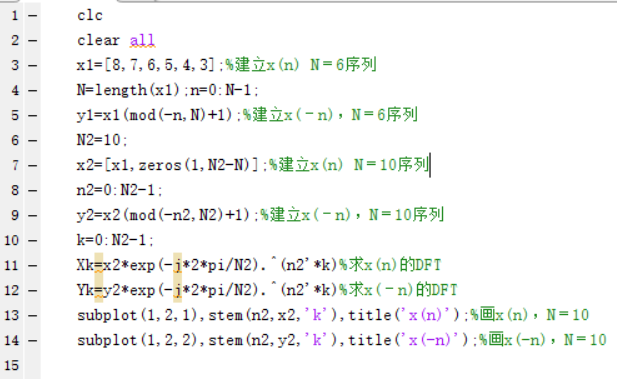 1 - clc
2 - clear all
3 - x1=[8,7,6,5,4,3];%建立x(n) N=6序列
4 - N=length(x1);n=0:N-1;
5 - y1=x1(mod(-n,N)+1);%建立x(-n)，N=6序列
6 - N2=10;
7 - x2=[x1,zeros(1,N2-N)];%建立x(n) N=10序列
8 - n2=0:N2-1;
9 - y2=x2(mod(-n2,N2)+1);%建立x(-n)，N=10序列
10 - k=0:N2-1;
11 - Xk=x2*exp(-j*2*pi/N2).^(n2'*k)%求x(n)的DFT
12 - Yk=y2*exp(-j*2*pi/N2).^(n2'*k)%求x(-n)的DFT
13 - subplot(1,2,1),stem(n2,x2,'k'),title('x(n)');%画x(n)，N=10
14 - subplot(1,2,2),stem(n2,y2,'k'),title('x(-n)');%画x(-n)，N=10
15